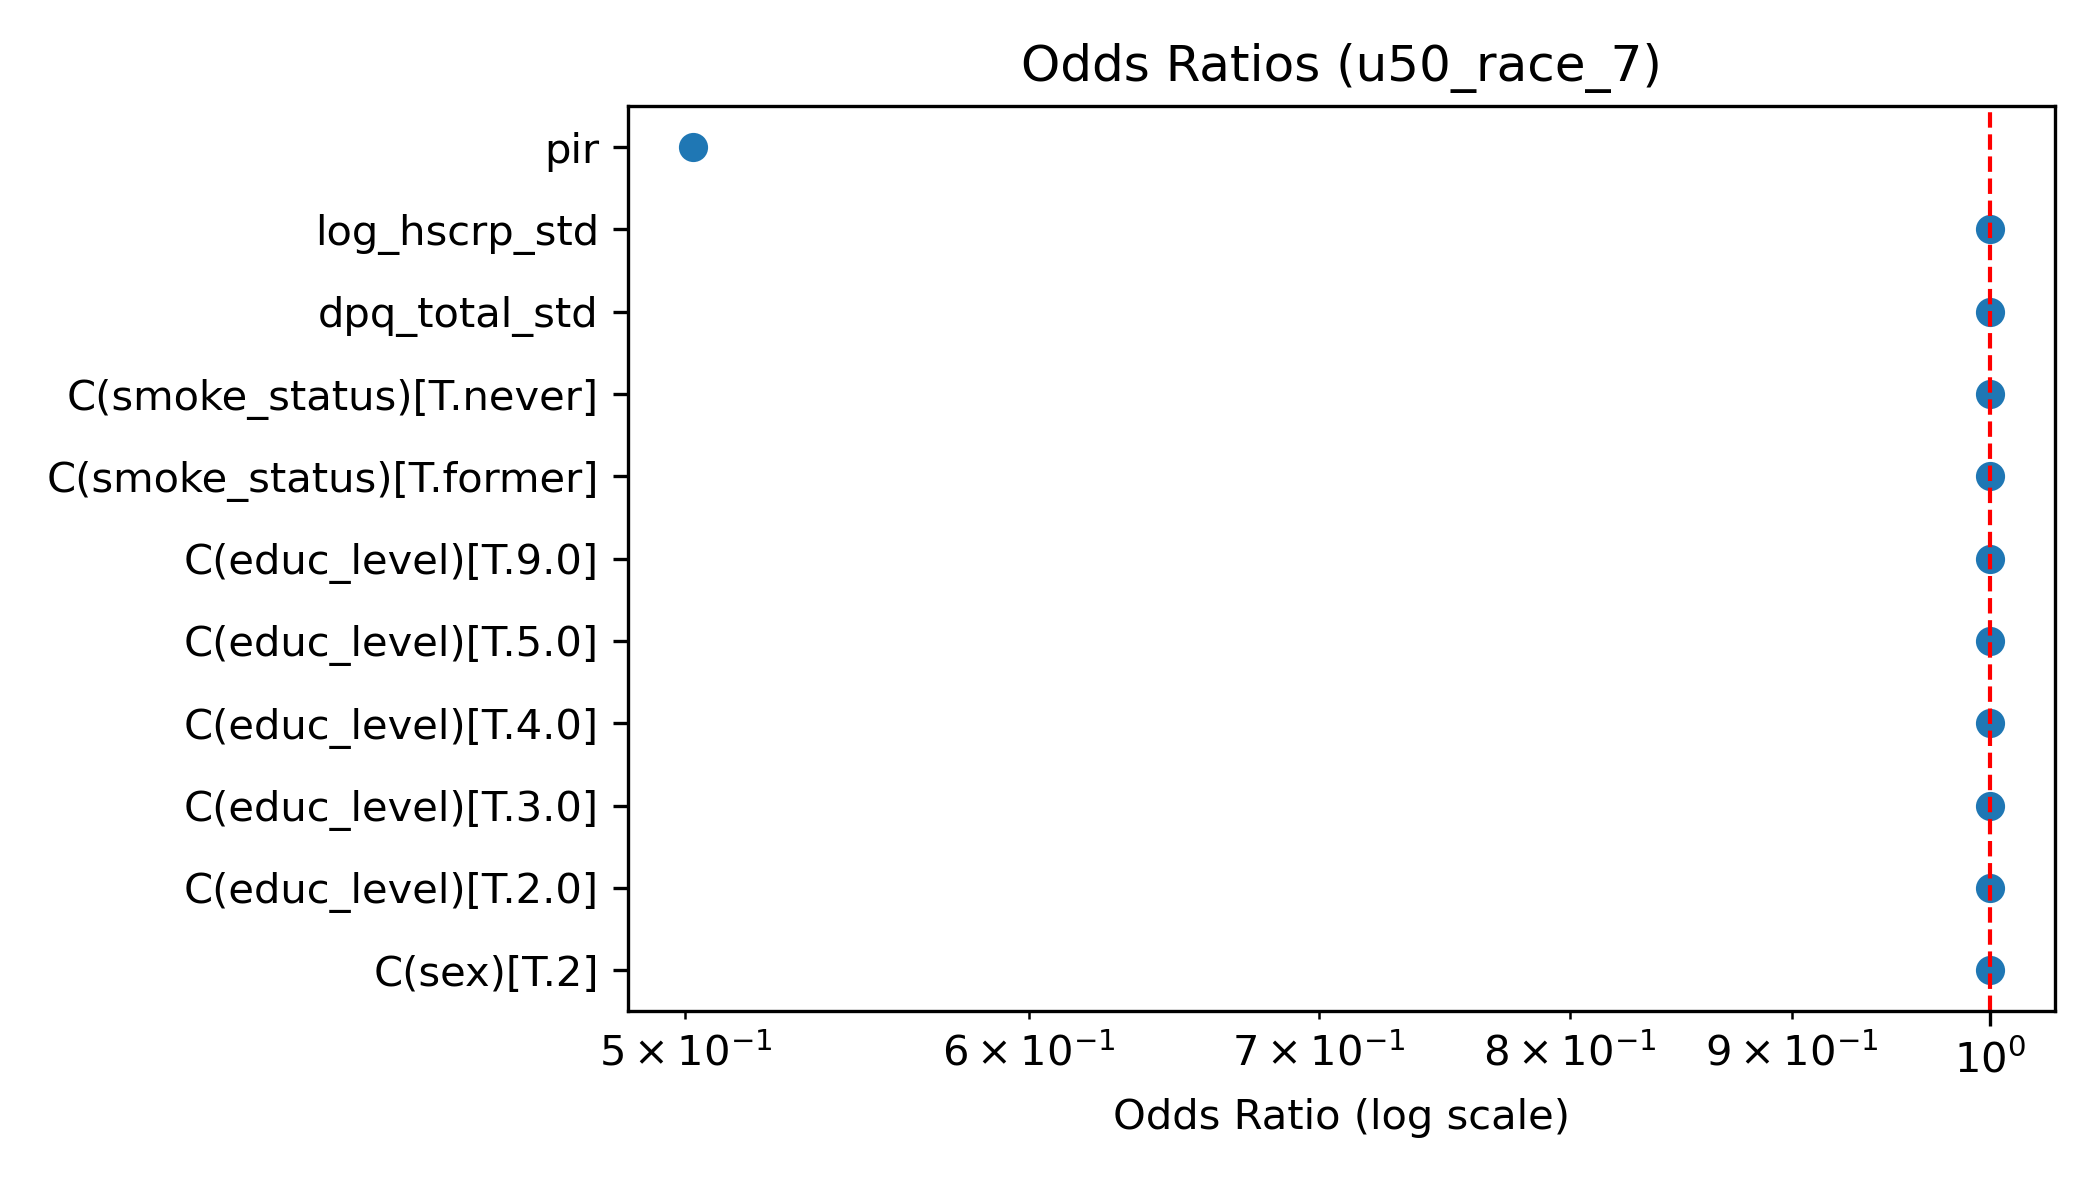 Odds Ratios (u50_race_7)
pir
log_hscrp_std
dpq_total_std
C(smoke_status)[T.never]
C(smoke_status)[T.former]
C(educ_level)[T.9.0]
C(educ_level)[T.5.0]
C(educ_level)[T.4.0]
C(educ_level)[T.3.0]
C(educ_level)[T.2.0]
C(sex)[T.2]
5 × 10⁻¹ 6 × 10⁻¹ 7 × 10⁻¹ 8 × 10⁻¹ 9 × 10⁻¹ 10⁰
Odds Ratio (log scale)